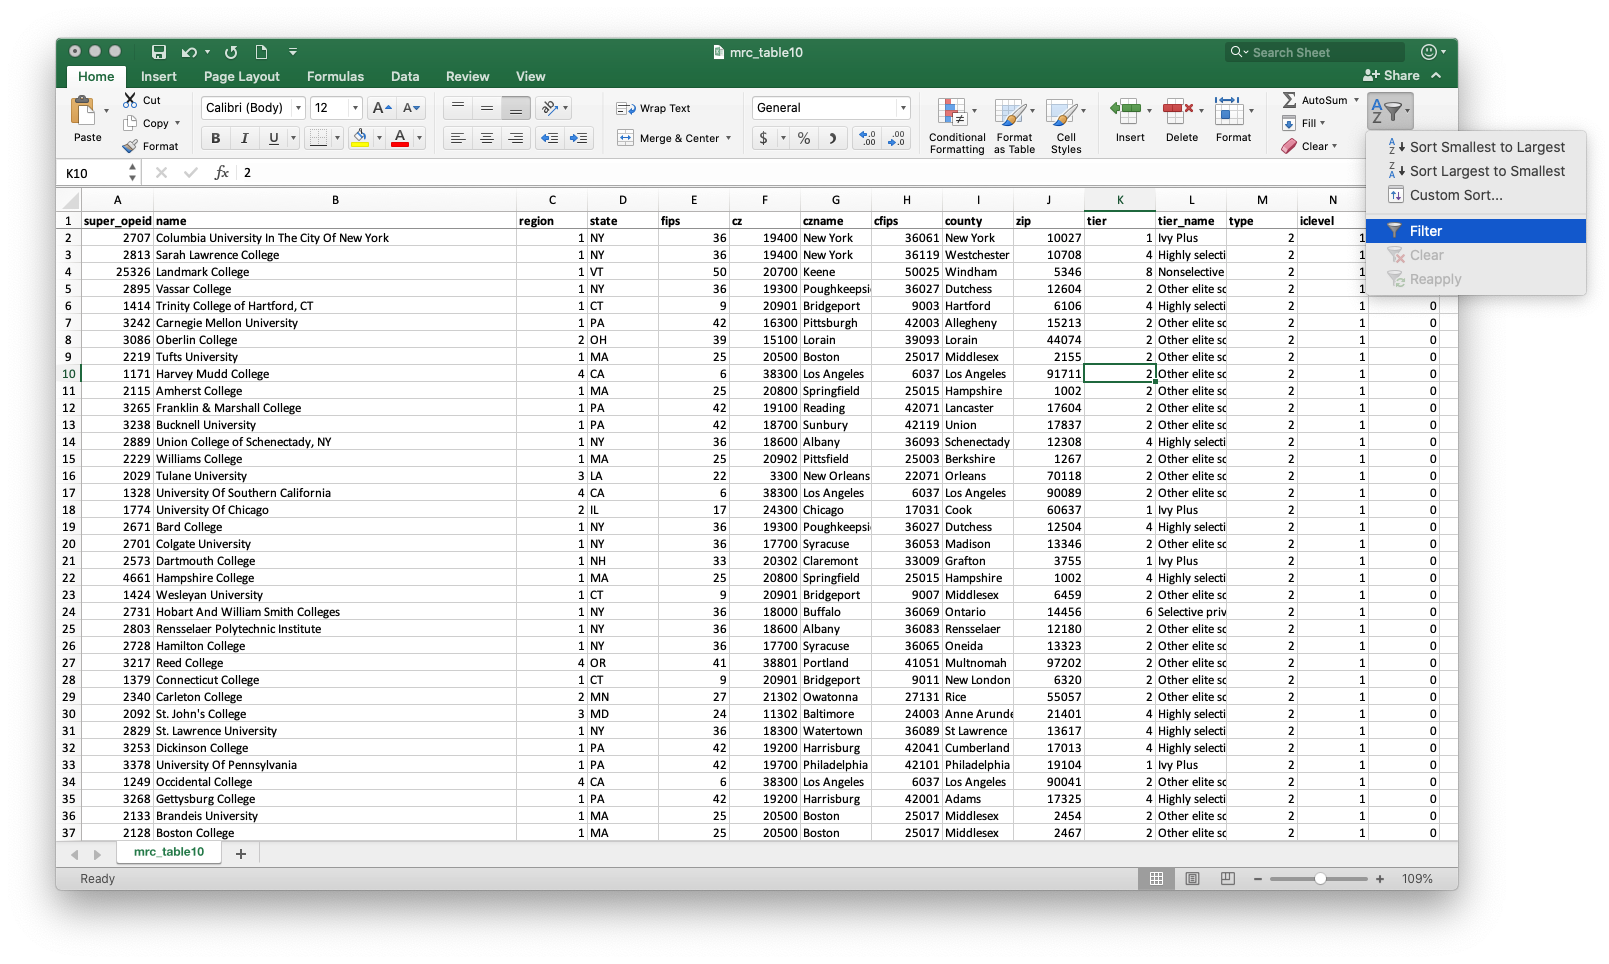 mrc_table10
Search Sheet
Home Insert Page Layout Formulas Data Review View
Share
Paste
Cut
Copy
Format
Calibri (Body) 12
A A
B I U A
Wrap Text
Merge & Center
General
$ % )
Conditional Formatting
Format as Table
Cell Styles
Insert
Delete
Format
AutoSum
Fill
Clear
Sort Smallest to Largest
Sort Largest to Smallest
Custom Sort...
Filter
Clear
Reapply
K10 fx 2
A B C D E F G H I J K L M N
1 super_opeid name region state fips cz czname cfips county zip tier tier_name type iclevel
2 2707 Columbia University In The City Of New York 1 NY 36 19400 New York 36061 New York 10027 1 Ivy Plus 2 1
3 2813 Sarah Lawrence College 1 NY 36 19400 New York 36119 Westchester 10708 4 Highly selecti 2 1
4 25326 Landmark College 1 VT 50 20700 Keene 50025 Windham 5346 8 Nonselective 2 1
5 2895 Vassar College 1 NY 36 19300 Poughkeepsi 36027 Dutchess 12604 2 Other elite sc 2 1
6 1414 Trinity College of Hartford, CT 1 CT 9 20901 Bridgeport 9003 Hartford 6106 4 Highly selecti 2 1 0
7 3242 Carnegie Mellon University 1 PA 42 16300 Pittsburgh 42003 Allegheny 15213 2 Other elite sc 2 1 0
8 3086 Oberlin College 2 OH 39 15100 Lorain 39093 Lorain 44074 2 Other elite sc 2 1 0
9 2219 Tufts University 1 MA 25 20500 Boston 25017 Middlesex 2155 2 Other elite sc 2 1 0
10 1171 Harvey Mudd College 4 CA 6 38300 Los Angeles 6037 Los Angeles 91711 2 Other elite sc 2 1 0
11 2115 Amherst College 1 MA 25 20800 Springfield 25015 Hampshire 1002 2 Other elite sc 2 1 0
12 3265 Franklin & Marshall College 1 PA 42 19100 Reading 42071 Lancaster 17604 2 Other elite sc 2 1 0
13 3238 Bucknell University 1 PA 42 18700 Sunbury 42119 Union 17837 2 Other elite sc 2 1 0
14 2889 Union College of Schenectady, NY 1 NY 36 18600 Albany 36093 Schenectady 12308 4 Highly selecti 2 1 0
15 2229 Williams College 1 MA 25 20902 Pittsfield 25003 Berkshire 1267 2 Other elite sc 2 1 0
16 2029 Tulane University 3 LA 22 3300 New Orleans 22071 Orleans 70118 2 Other elite sc 2 1 0
17 1328 University Of Southern California 4 CA 6 38300 Los Angeles 6037 Los Angeles 90089 2 Other elite sc 2 1 0
18 1774 University Of Chicago 2 IL 17 24300 Chicago 17031 Cook 60637 1 Ivy Plus 2 1 0
19 2671 Bard College 1 NY 36 19300 Poughkeepsi 36027 Dutchess 12504 4 Highly selecti 2 1 0
20 2701 Colgate University 1 NY 36 17700 Syracuse 36053 Madison 13346 2 Other elite sc 2 1 0
21 2573 Dartmouth College 1 NH 33 20302 Claremont 33009 Grafton 3755 1 Ivy Plus 2 1 0
22 4661 Hampshire College 1 MA 25 20800 Springfield 25015 Hampshire 1002 4 Highly selecti 2 1 0
23 1424 Wesleyan University 1 CT 9 20901 Bridgeport 9007 Middlesex 6459 2 Other elite sc 2 1 0
24 2731 Hobart And William Smith Colleges 1 NY 36 18000 Buffalo 36069 Ontario 14456 6 Selective priv 2 1 0
25 2803 Rensselaer Polytechnic Institute 1 NY 36 18600 Albany 36083 Rensselaer 12180 2 Other elite sc 2 1 0
26 2728 Hamilton College 1 NY 36 17700 Syracuse 36065 Oneida 13323 2 Other elite sc 2 1 0
27 3217 Reed College 4 OR 41 38801 Portland 41051 Multnomah 97202 2 Other elite sc 2 1 0
28 1379 Connecticut College 1 CT 9 20901 Bridgeport 9011 New London 6320 2 Other elite sc 2 1 0
29 2340 Carleton College 2 MN 27 21302 Owatonna 27131 Rice 55057 2 Other elite sc 2 1 0
30 2092 St. John's College 3 MD 24 11302 Baltimore 24003 Anne Arunde 21401 4 Highly selecti 2 1 0
31 2829 St. Lawrence University 1 NY 36 18300 Watertown 36089 St Lawrence 13617 4 Highly selecti 2 1 0
32 3253 Dickinson College 1 PA 42 19200 Harrisburg 42041 Cumberland 17013 4 Highly selecti 2 1 0
33 3378 University Of Pennsylvania 1 PA 42 19700 Philadelphia 42101 Philadelphia 19104 1 Ivy Plus 2 1 0
34 1249 Occidental College 4 CA 6 38300 Los Angeles 6037 Los Angeles 90041 2 Other elite sc 2 1 0
35 3268 Gettysburg College 1 PA 42 19200 Harrisburg 42001 Adams 17325 4 Highly selecti 2 1 0
36 2133 Brandeis University 1 MA 25 20500 Boston 25017 Middlesex 2454 2 Other elite sc 2 1 0
37 2128 Boston College 1 MA 25 20500 Boston 25017 Middlesex 2467 2 Other elite sc 2 1 0
mrc_table10
Ready 109%